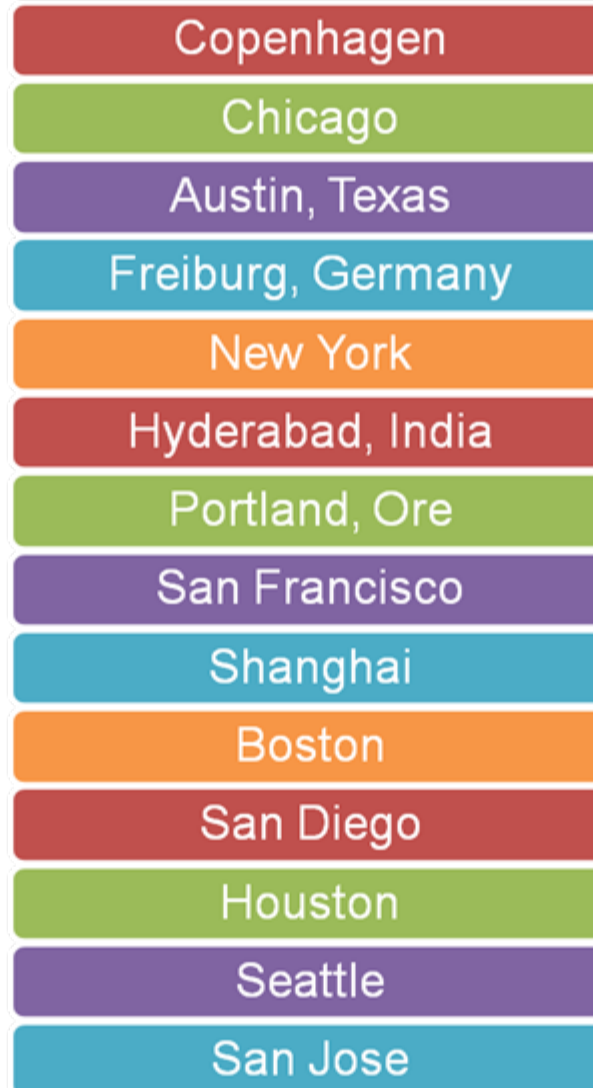 Copenhagen
Chicago
Austin, Texas
Freiburg, Germany
New York
Hyderabad, India
Portland, Ore
San Francisco
Shanghai
Boston
San Diego
Houston
Seattle
San Jose